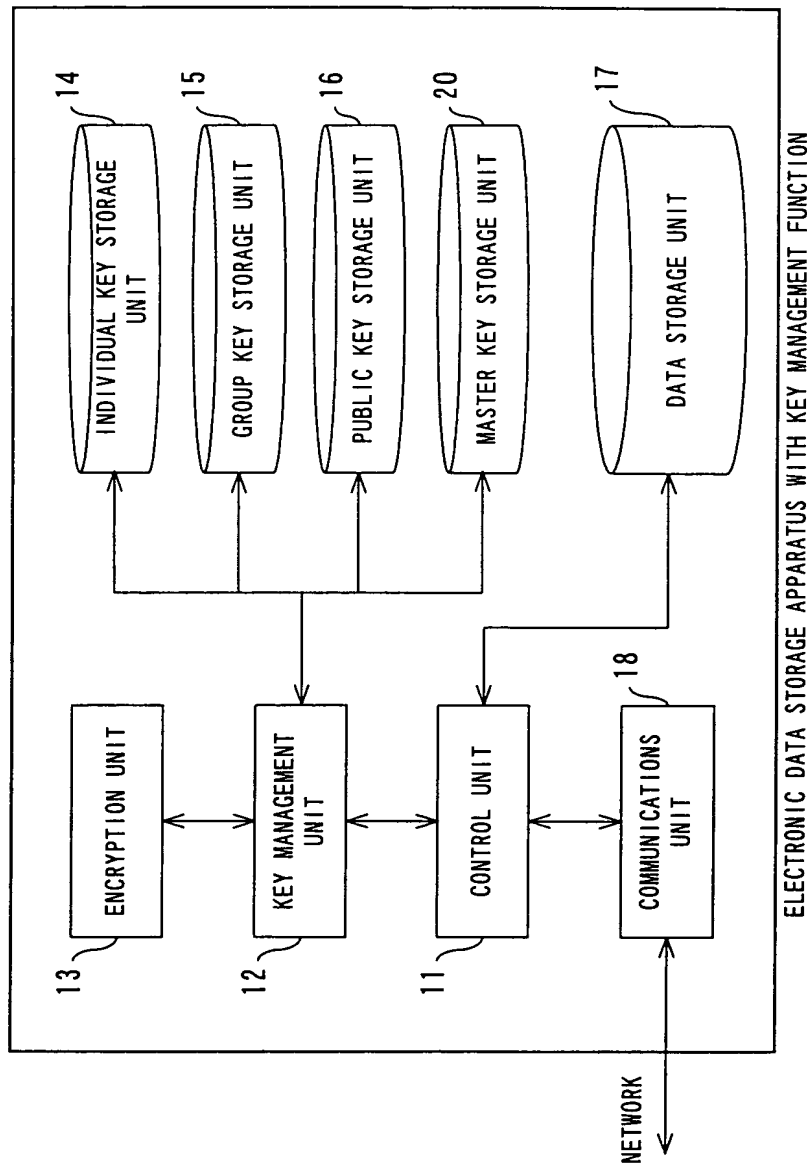 13
ENCRYPTION UNIT
12
KEY MANAGEMENT
UNIT
11
CONTROL UNIT
18
COMMUNICATIONS
UNIT
NETWORK
14
INDIVIDUAL KEY STORAGE
UNIT
15
GROUP KEY STORAGE UNIT
16
PUBLIC KEY STORAGE UNIT
20
MASTER KEY STORAGE UNIT
17
DATA STORAGE UNIT
ELECTRONIC DATA STORAGE APPARATUS WITH KEY MANAGEMENT FUNCTION